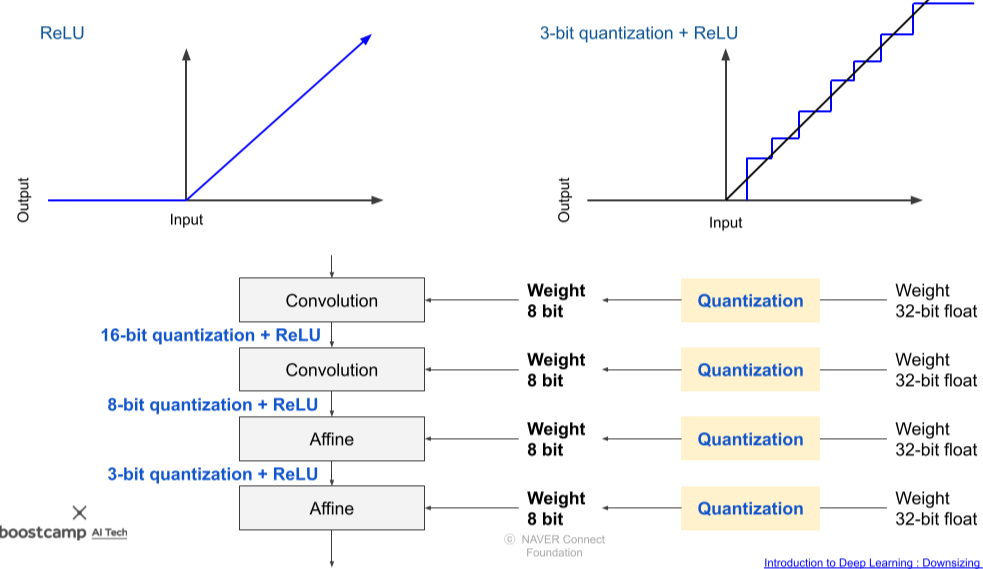 ReLU
3-bit quantization + ReLU
Output
Input
Output
Input
Convolution
Weight
8 bit
Quantization
Weight
32-bit float
16-bit quantization + ReLU
Convolution
Weight
8 bit
Quantization
Weight
32-bit float
8-bit quantization + ReLU
Affine
Weight
8 bit
Quantization
Weight
32-bit float
3-bit quantization + ReLU
Affine
Weight
8 bit
Quantization
Weight
32-bit float
boostcamp AI Tech
ⓒ NAVER Connect
Foundation
Introduction to Deep Learning : Downsizing